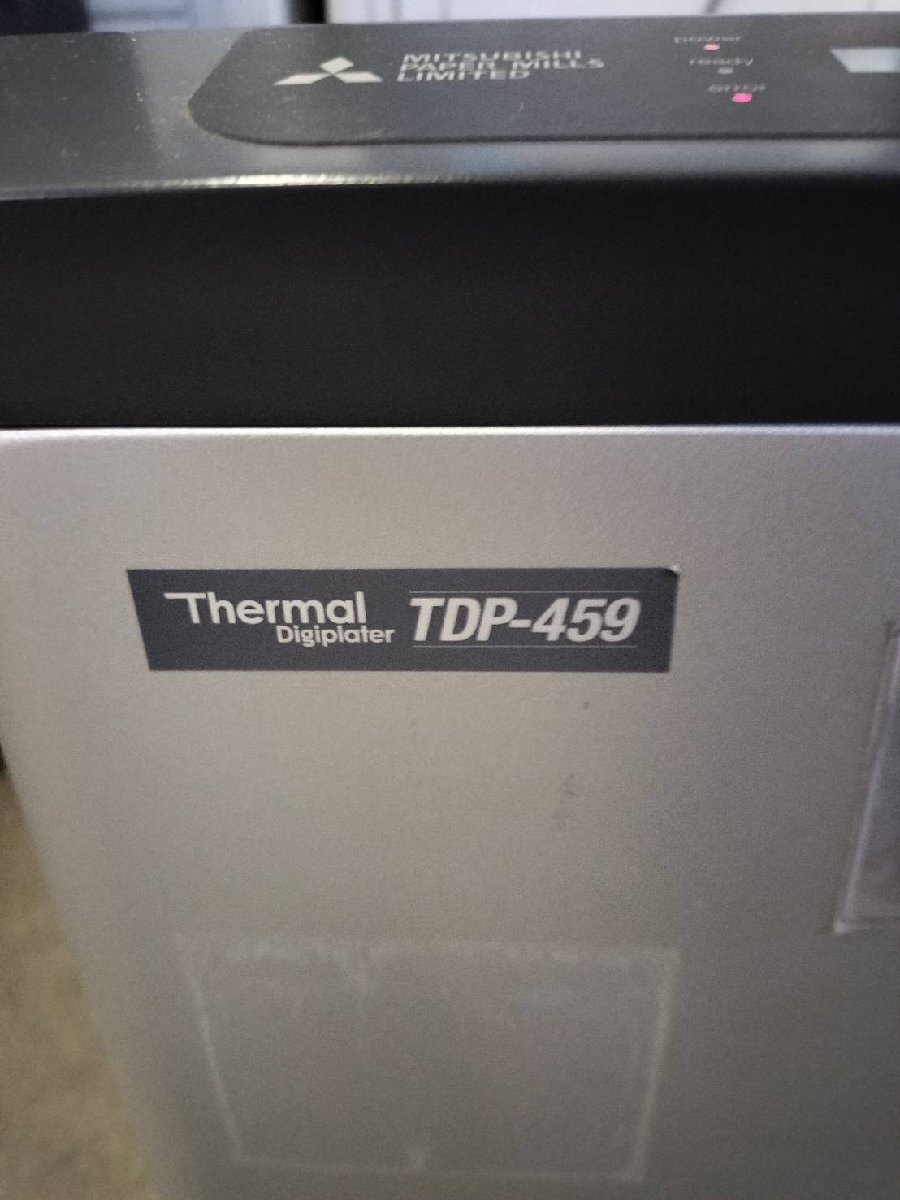 MITSUBISHI
PAPER MILLS
LIMITED
power
ready
error
Thermal
Digiplater
TDP-459